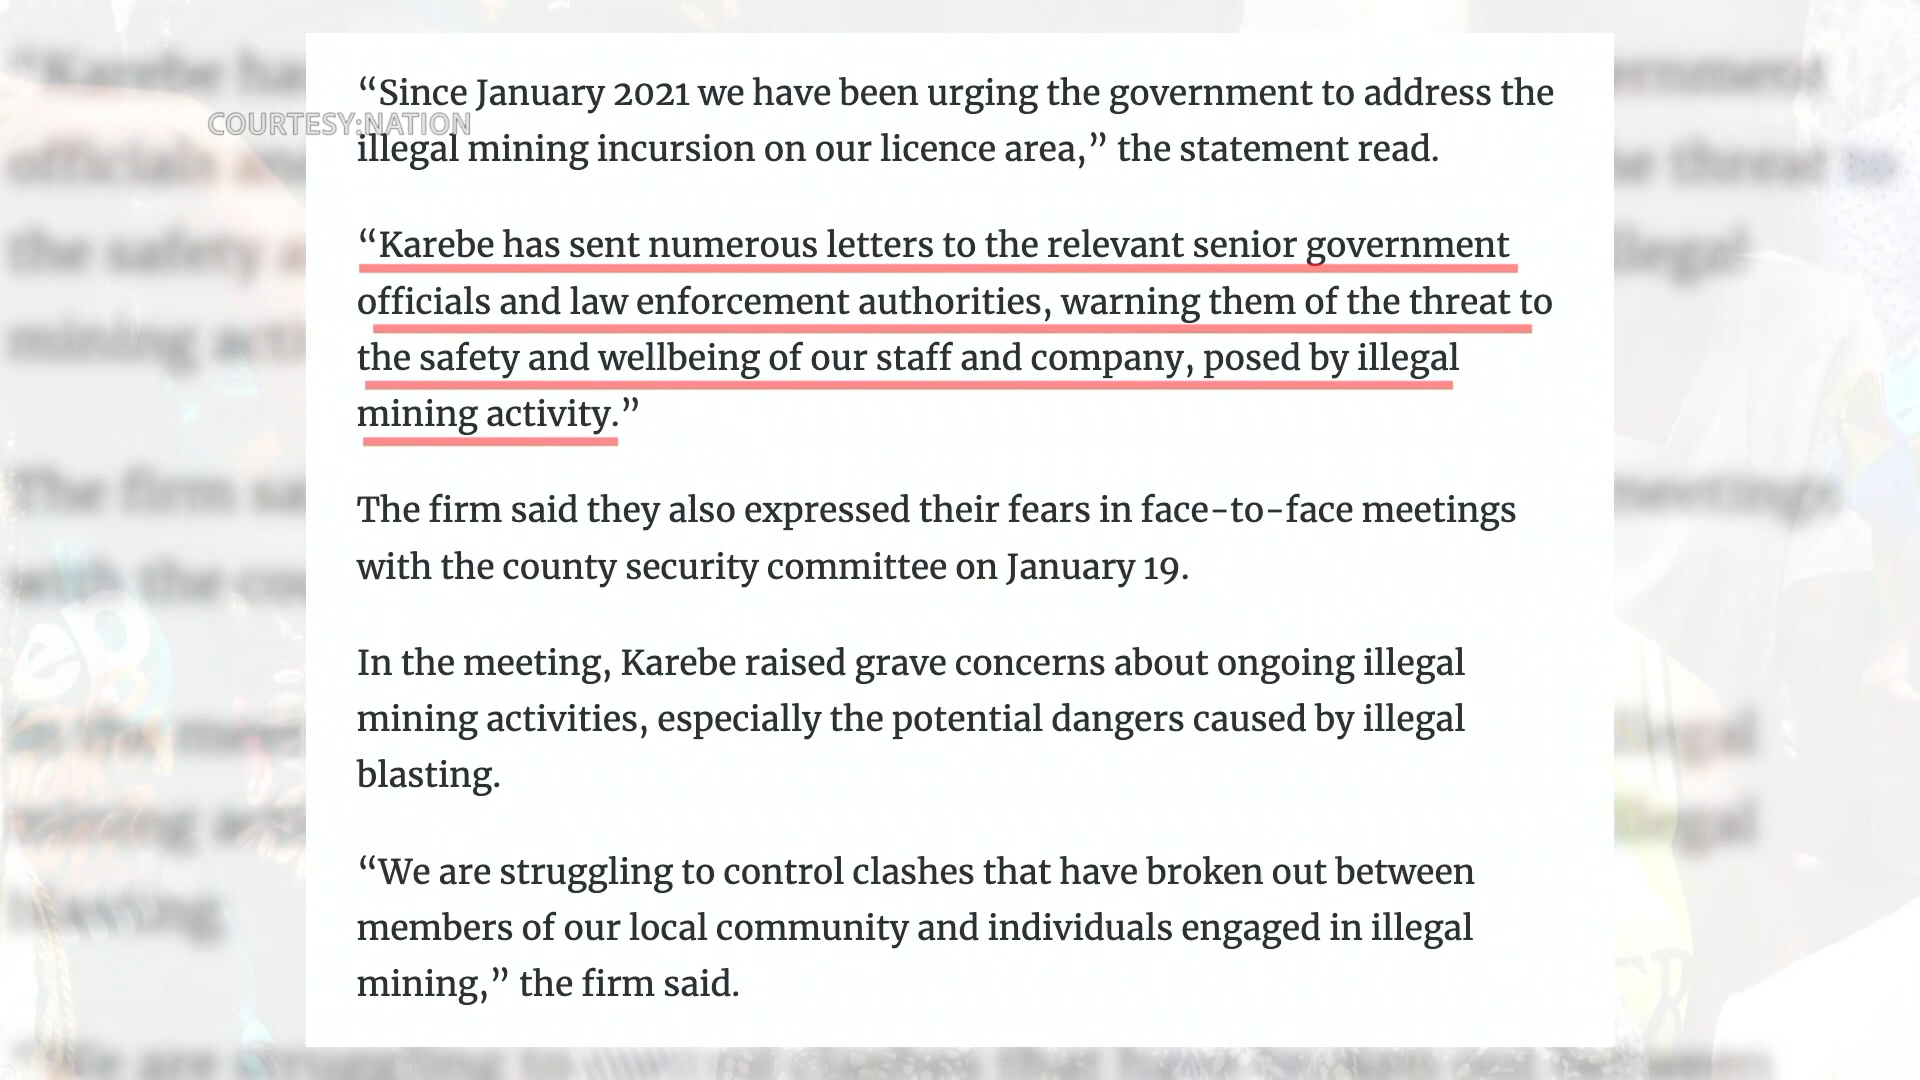 “Since January 2021 we have been urging the government to address the
COURTESY:NATION
illegal mining incursion on our licence area,” the statement read.
“Karebe has sent numerous letters to the relevant senior government
officials and law enforcement authorities, warning them of the threat to
the safety and wellbeing of our staff and company, posed by illegal
mining activity.”
The firm said they also expressed their fears in face-to-face meetings
with the county security committee on January 19.
In the meeting, Karebe raised grave concerns about ongoing illegal
mining activities, especially the potential dangers caused by illegal
blasting.
“We are struggling to control clashes that have broken out between
members of our local community and individuals engaged in illegal
mining,” the firm said.